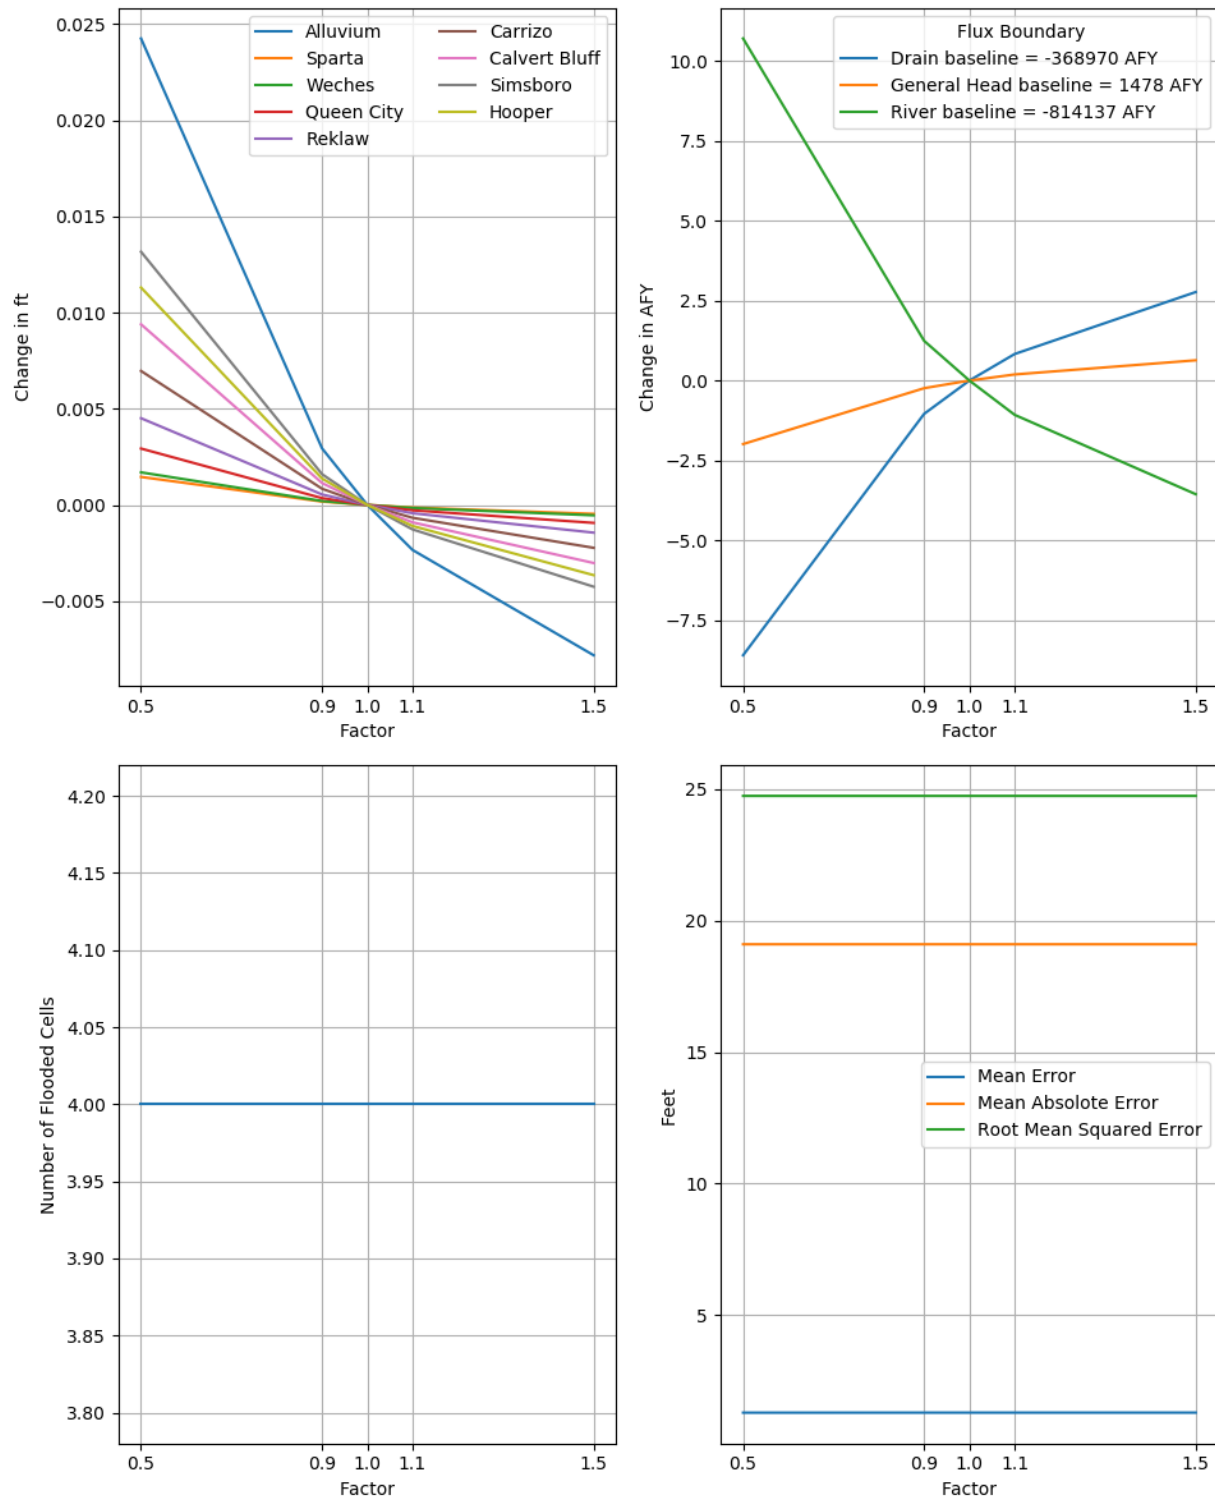 0.025
0.020
0.015
0.010
0.005
0.000
−0.005
Change in ft
Alluvium
Sparta
Weches
Queen City
Reklaw
Carrizo
Calvert Bluff
Simsboro
Hooper
0.5 0.9 1.0 1.1 1.5
Factor
10.0
7.5
5.0
2.5
0.0
−2.5
−5.0
−7.5
Change in AFY
Flux Boundary
Drain baseline = -368970 AFY
General Head baseline = 1478 AFY
River baseline = -814137 AFY
0.5 0.9 1.0 1.1 1.5
Factor
4.20
4.15
4.10
4.05
4.00
3.95
3.90
3.85
3.80
Number of Flooded Cells
0.5 0.9 1.0 1.1 1.5
Factor
25
20
15
10
5
Feet
Mean Error
Mean Absolute Error
Root Mean Squared Error
0.5 0.9 1.0 1.1 1.5
Factor